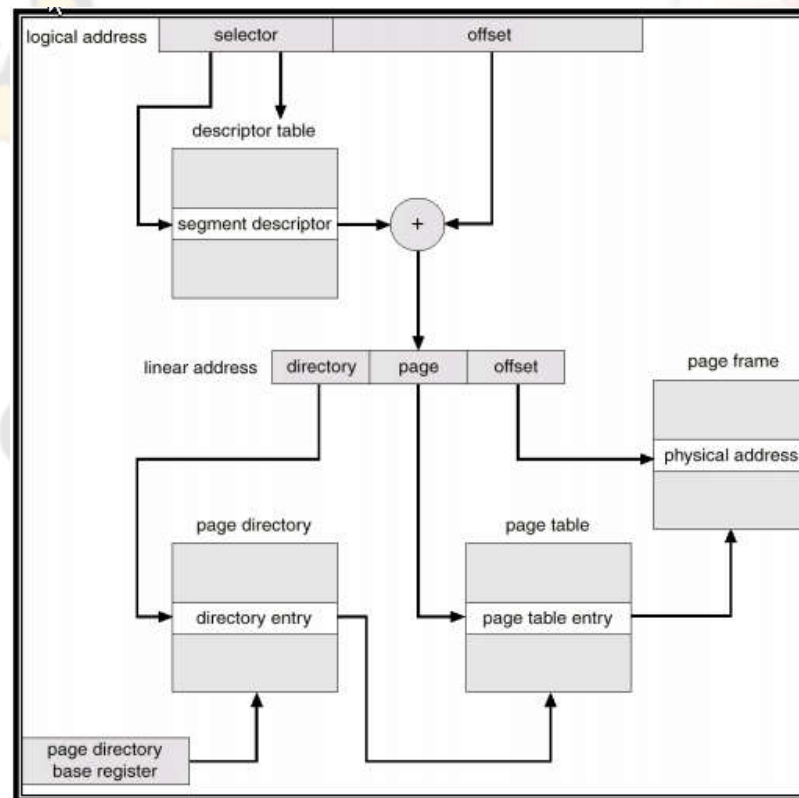 logical address
selector
offset
descriptor table
segment descriptor
+
linear address
directory
page
offset
page frame
physical address
page directory
page table
directory entry
page table entry
page directory
base register